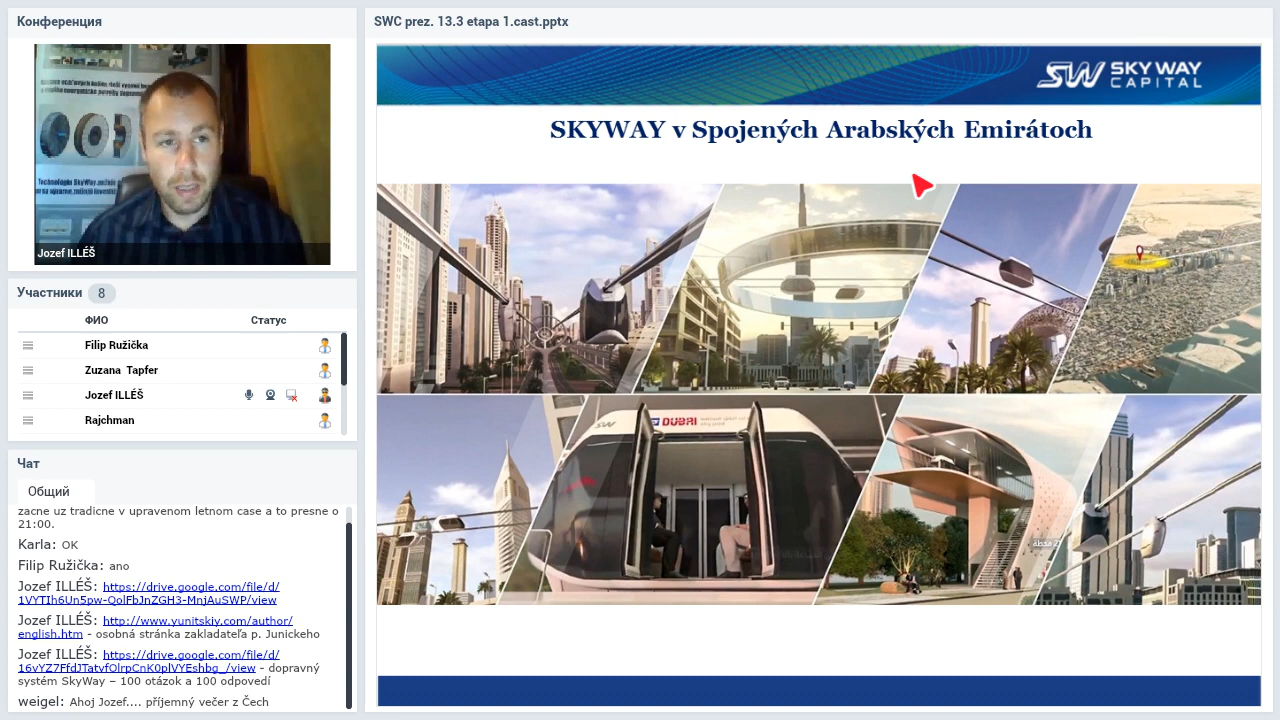 Конференция
Jozef ILLÉŠ
Участники 8
ФИО Статус
Filip Ružička
Zuzana Tapfer
Jozef ILLÉŠ
Rajchman
Чат
Общий
zacne uz tradicne v upravenom letnom case a to presne o
21:00.
Karla: OK
Filip Ružička: ano
Jozef ILLÉŠ: https://drive.google.com/file/d/
1VYTIh6Un5pw-QolFbJnZGH3-MnjAuSWP/view
Jozef ILLÉŠ: http://www.yunitskiy.com/author/
english.htm - osobná stránka zakladateľa p. Junickeho
Jozef ILLÉŠ: https://drive.google.com/file/d/
16vYZ7FfdJTatvfOlrpCnK0plVYEshbg_/view - dopravný
systém SkyWay – 100 otázok a 100 odpovedí
weigel: Ahoj Jozef.... příjemný večer z Čech
SWC prez. 13.3 etapa 1.cast.pptx
SW SKY WAY
CAPITAL
SKYWAY v Spojených Arabských Emirátoch
SW DUBAI